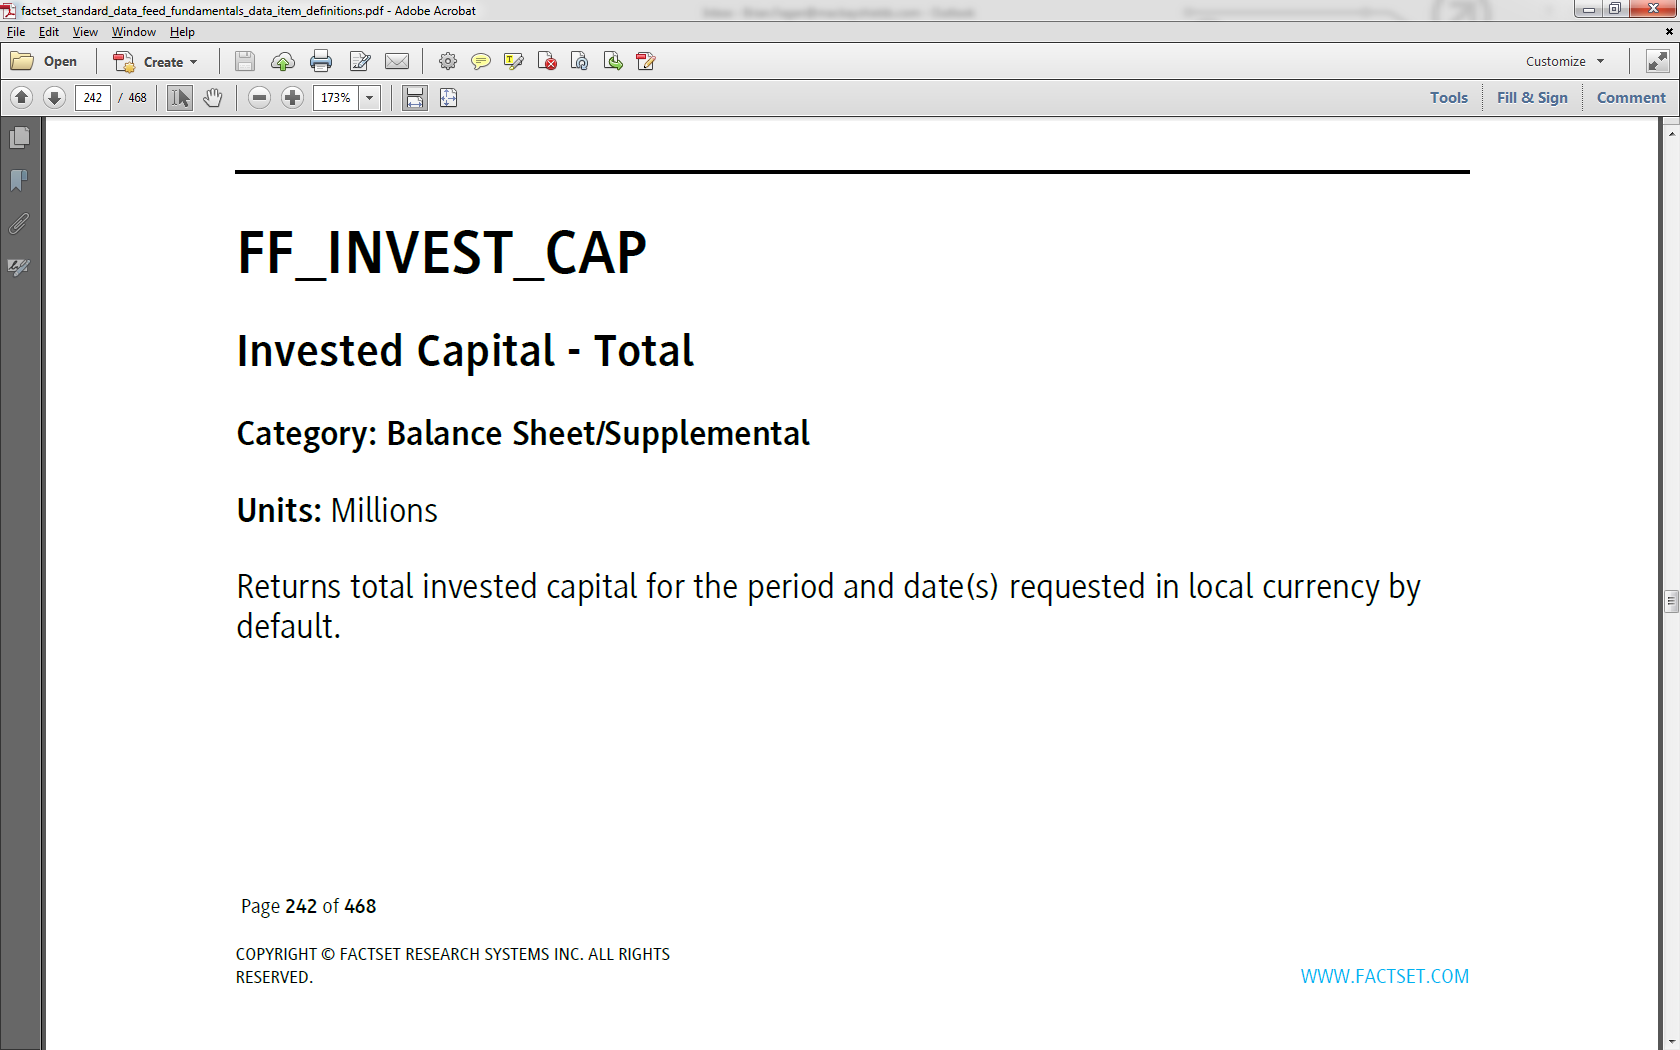 factset_standard_data_feed_fundamentals_data_item_definitions.pdf - Adobe Acrobat
File Edit View Window Help
Open Create Customize
242 / 468 173% Tools Fill & Sign Comment
FF_INVEST_CAP
Invested Capital - Total
Category: Balance Sheet/Supplemental
Units: Millions
Returns total invested capital for the period and date(s) requested in local currency by
default.
Page 242 of 468
COPYRIGHT © FACTSET RESEARCH SYSTEMS INC. ALL RIGHTS
RESERVED.
WWW.FACTSET.COM